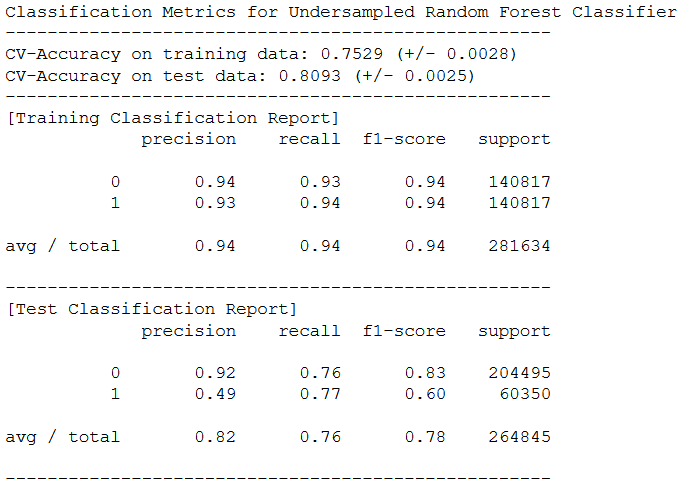 Classification Metrics for Undersampled Random Forest Classifier
----------------------------------------------------
CV-Accuracy on training data: 0.7529 (+/- 0.0028)
CV-Accuracy on test data: 0.8093 (+/- 0.0025)
----------------------------------------------------
[Training Classification Report]
             precision    recall  f1-score   support

          0       0.94      0.93      0.94    140817
          1       0.93      0.94      0.94    140817

avg / total       0.94      0.94      0.94    281634

----------------------------------------------------
[Test Classification Report]
             precision    recall  f1-score   support

          0       0.92      0.76      0.83    204495
          1       0.49      0.77      0.60     60350

avg / total       0.82      0.76      0.78    264845

----------------------------------------------------